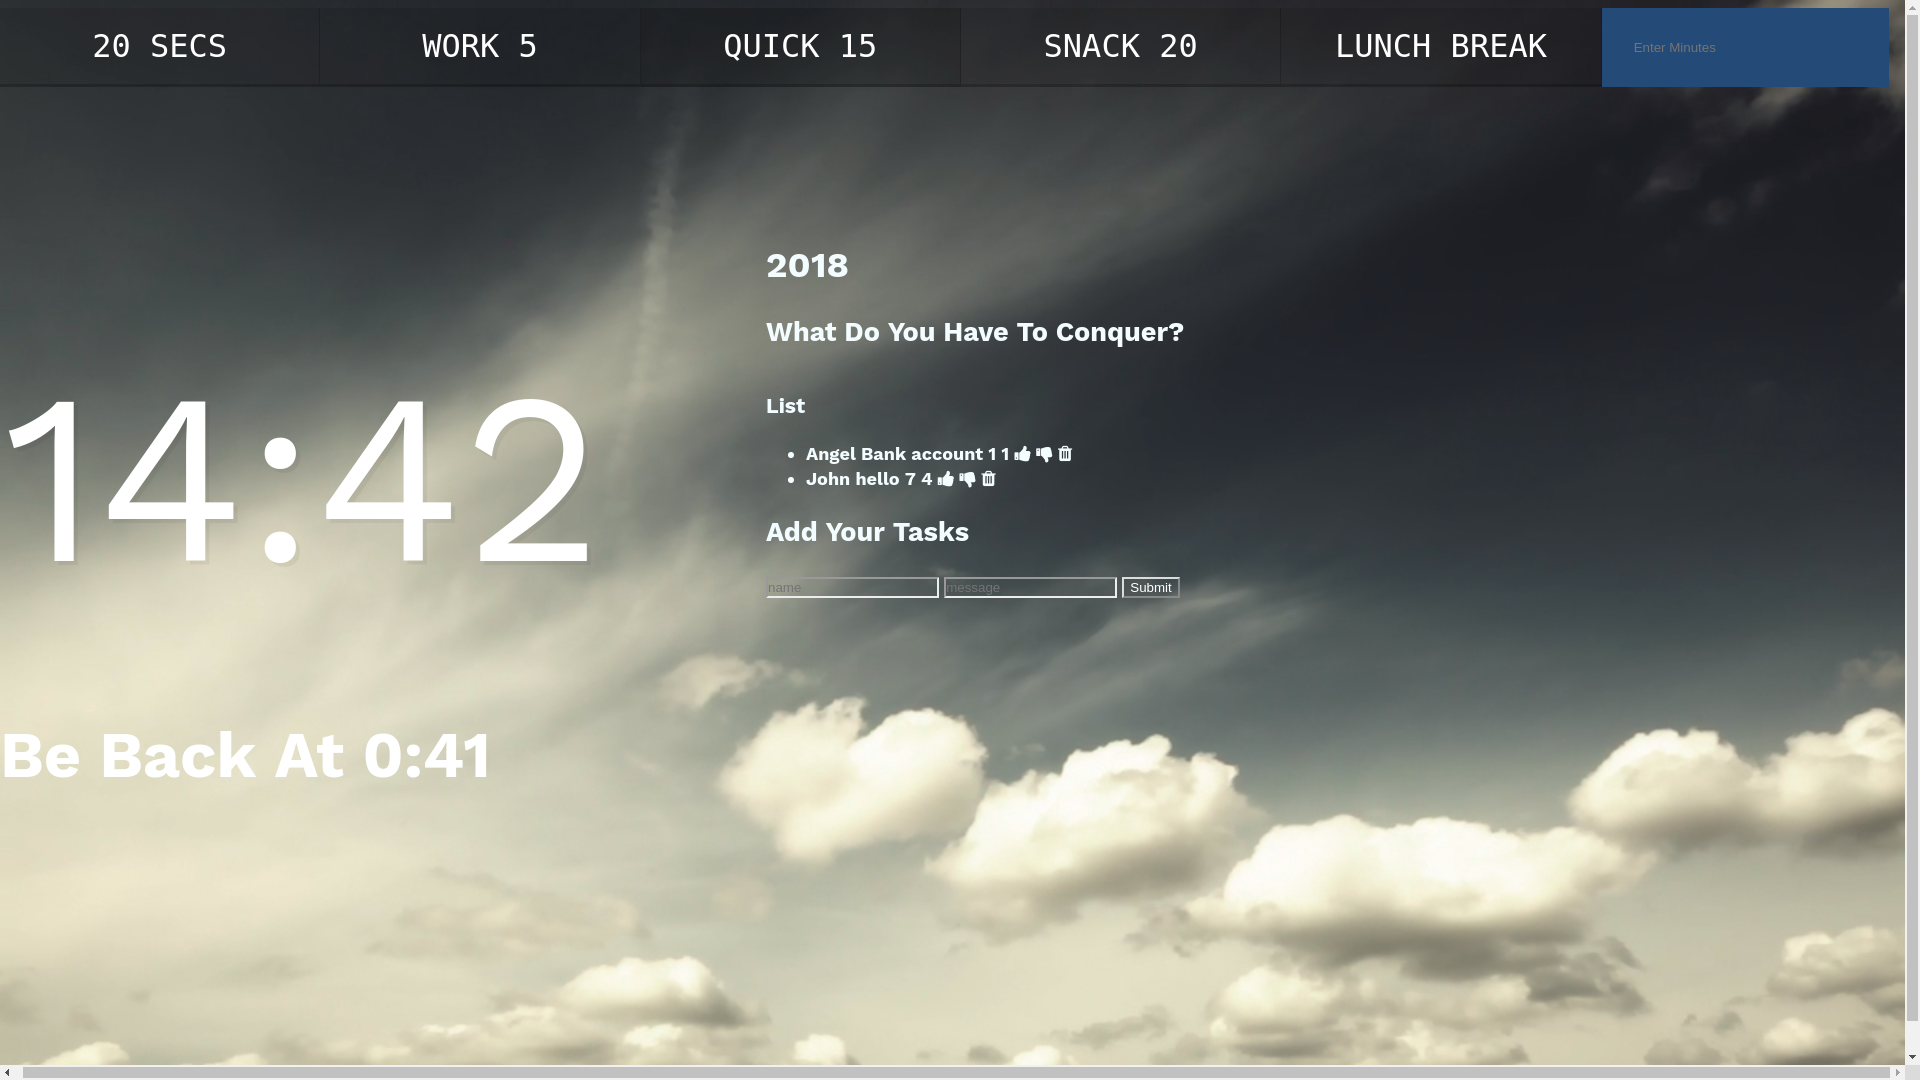 20 SECS
WORK 5
QUICK 15
SNACK 20
LUNCH BREAK
Enter Minutes
2018
What Do You Have To Conquer?
14:42
List
Angel Bank account 1 1
John hello 7 4
Add Your Tasks
name
message
Submit
Be Back At 0:41